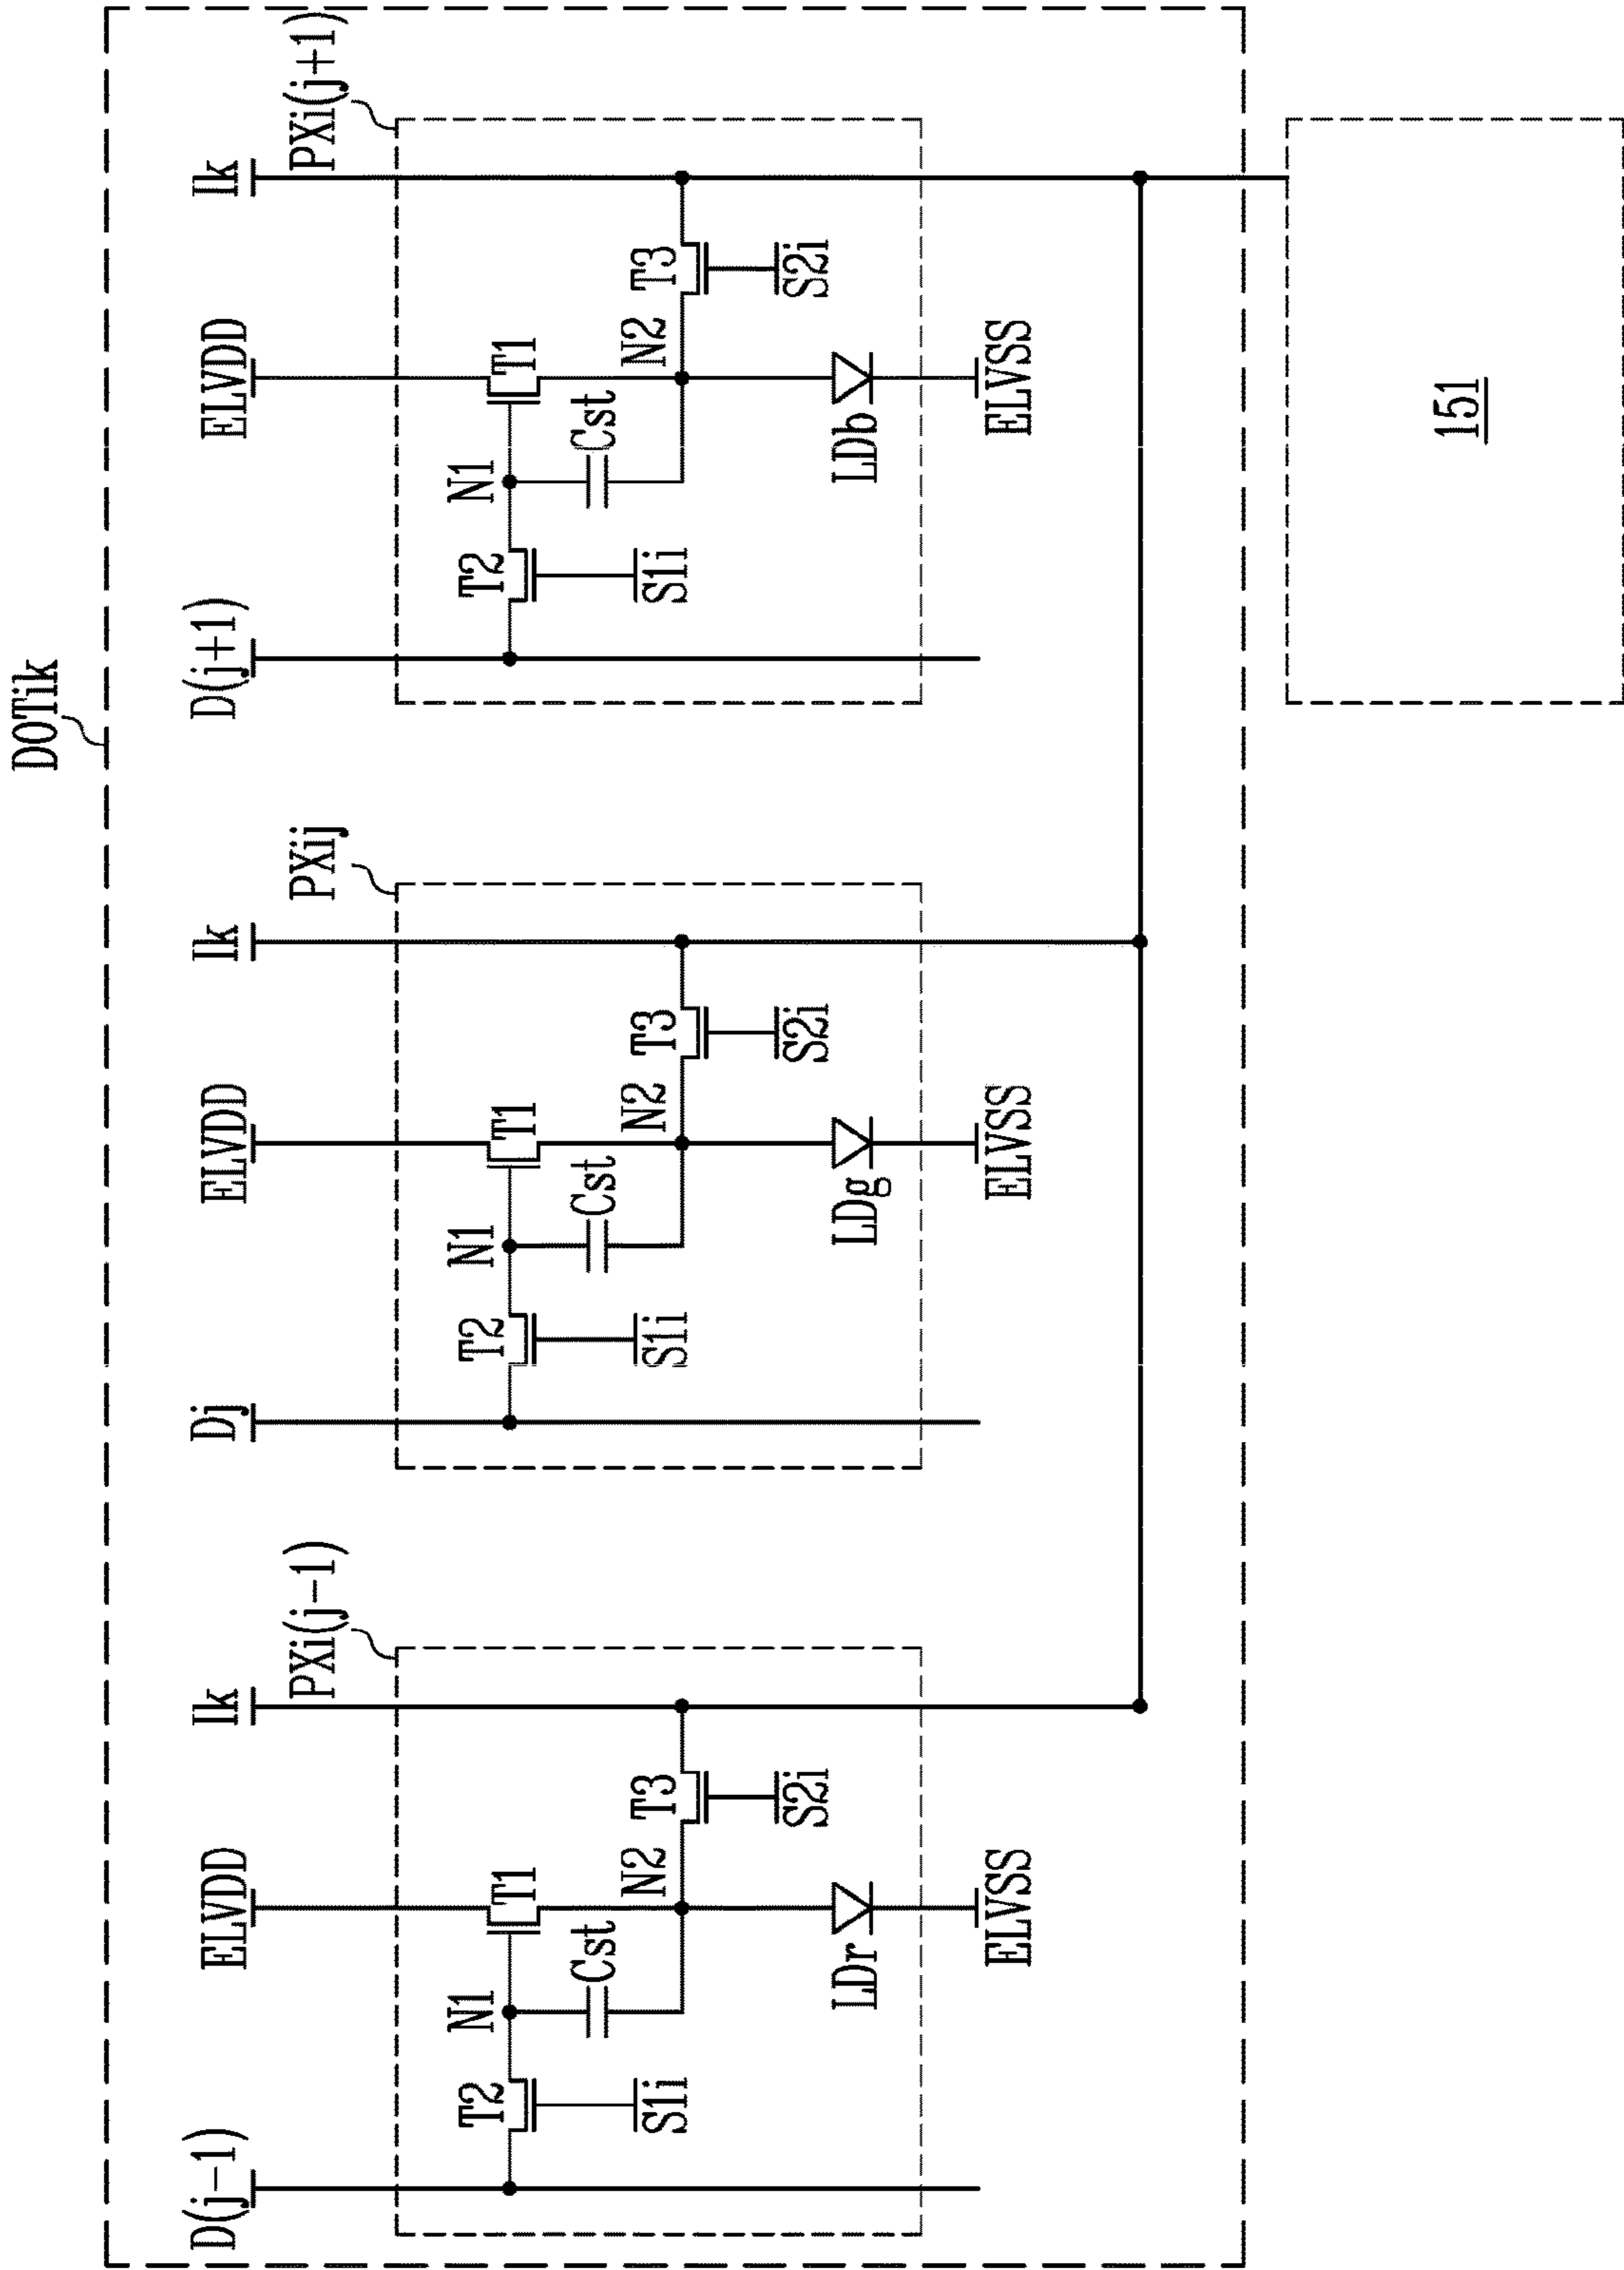 DOTik
D(j-1)
ELVDD
Ik
Dj
ELVDD
Ik
D(j+1)
ELVDD
Ik
PXi(j-1)
PXij
PXi(j+1)
T2
N1
T1
Cst
N2
T3
S1i
S2i
LDr
ELVSS
T2
N1
T1
Cst
N2
T3
S1i
S2i
LDg
ELVSS
T2
N1
T1
Cst
N2
T3
S1i
S2i
LDb
ELVSS
151